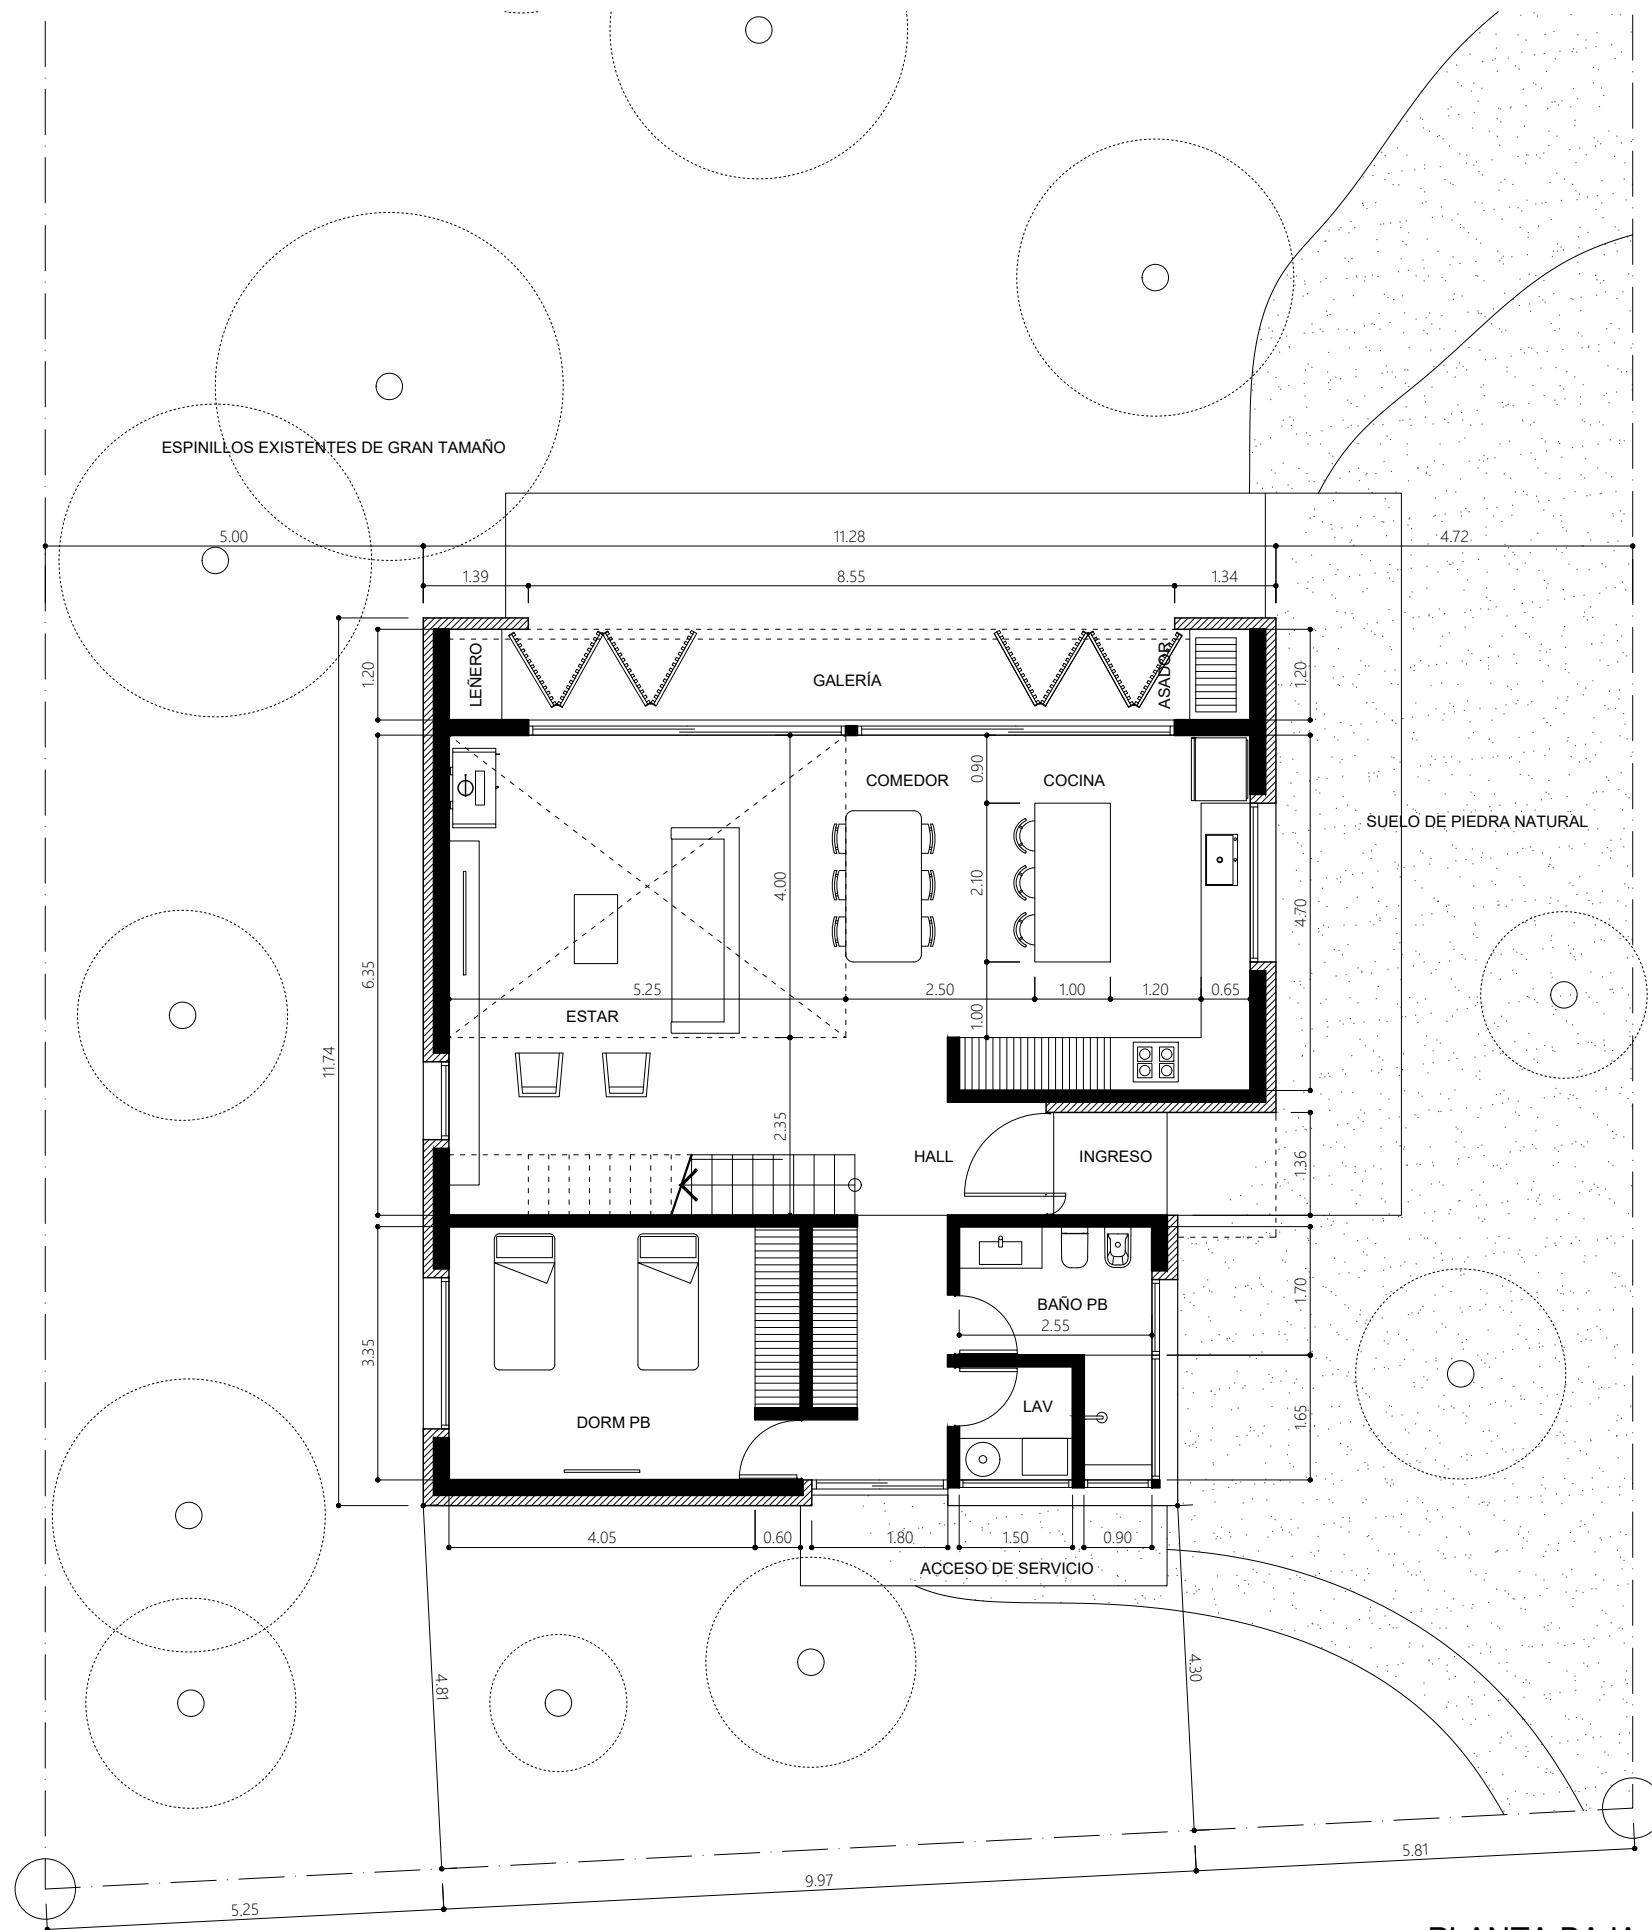 ESPINILLOS EXISTENTES DE GRAN TAMAÑO
5.00
11.28
4.72
1.39
8.55
1.34
LEÑERO
GALERÍA
ASADOR
1.20
1.20
COMEDOR
0.90
COCINA
SUELO DE PIEDRA NATURAL
4.00
2.10
4.70
6.35
5.25
2.50
1.00
1.20
0.65
ESTAR
1.00
11.74
2.35
HALL
INGRESO
1.36
1.70
BAÑO PB
2.55
3.35
LAV
1.65
DORM PB
4.05
0.60
1.80
1.50
0.90
ACCESO DE SERVICIO
4.81
4.30
5.81
9.97
5.25